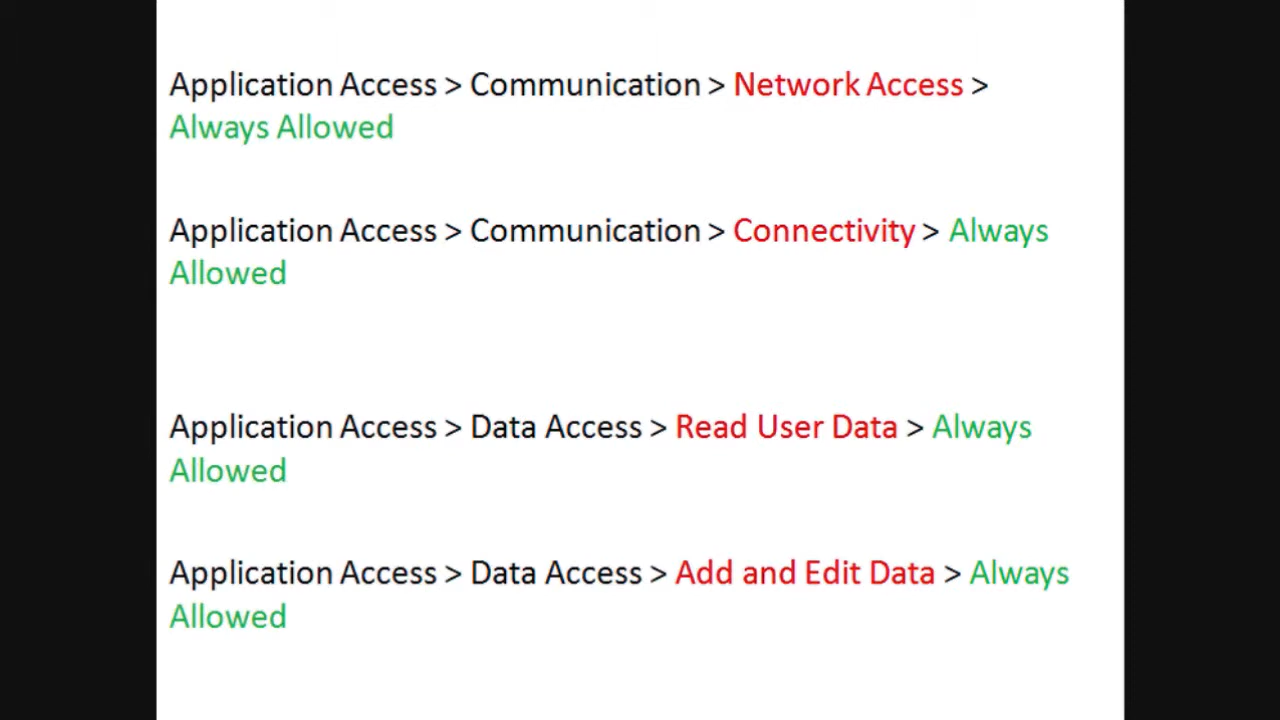 Application Access > Communication > Network Access >
Always Allowed
Application Access > Communication > Connectivity > Always
Allowed
Application Access > Data Access > Read User Data > Always
Allowed
Application Access > Data Access > Add and Edit Data > Always
Allowed